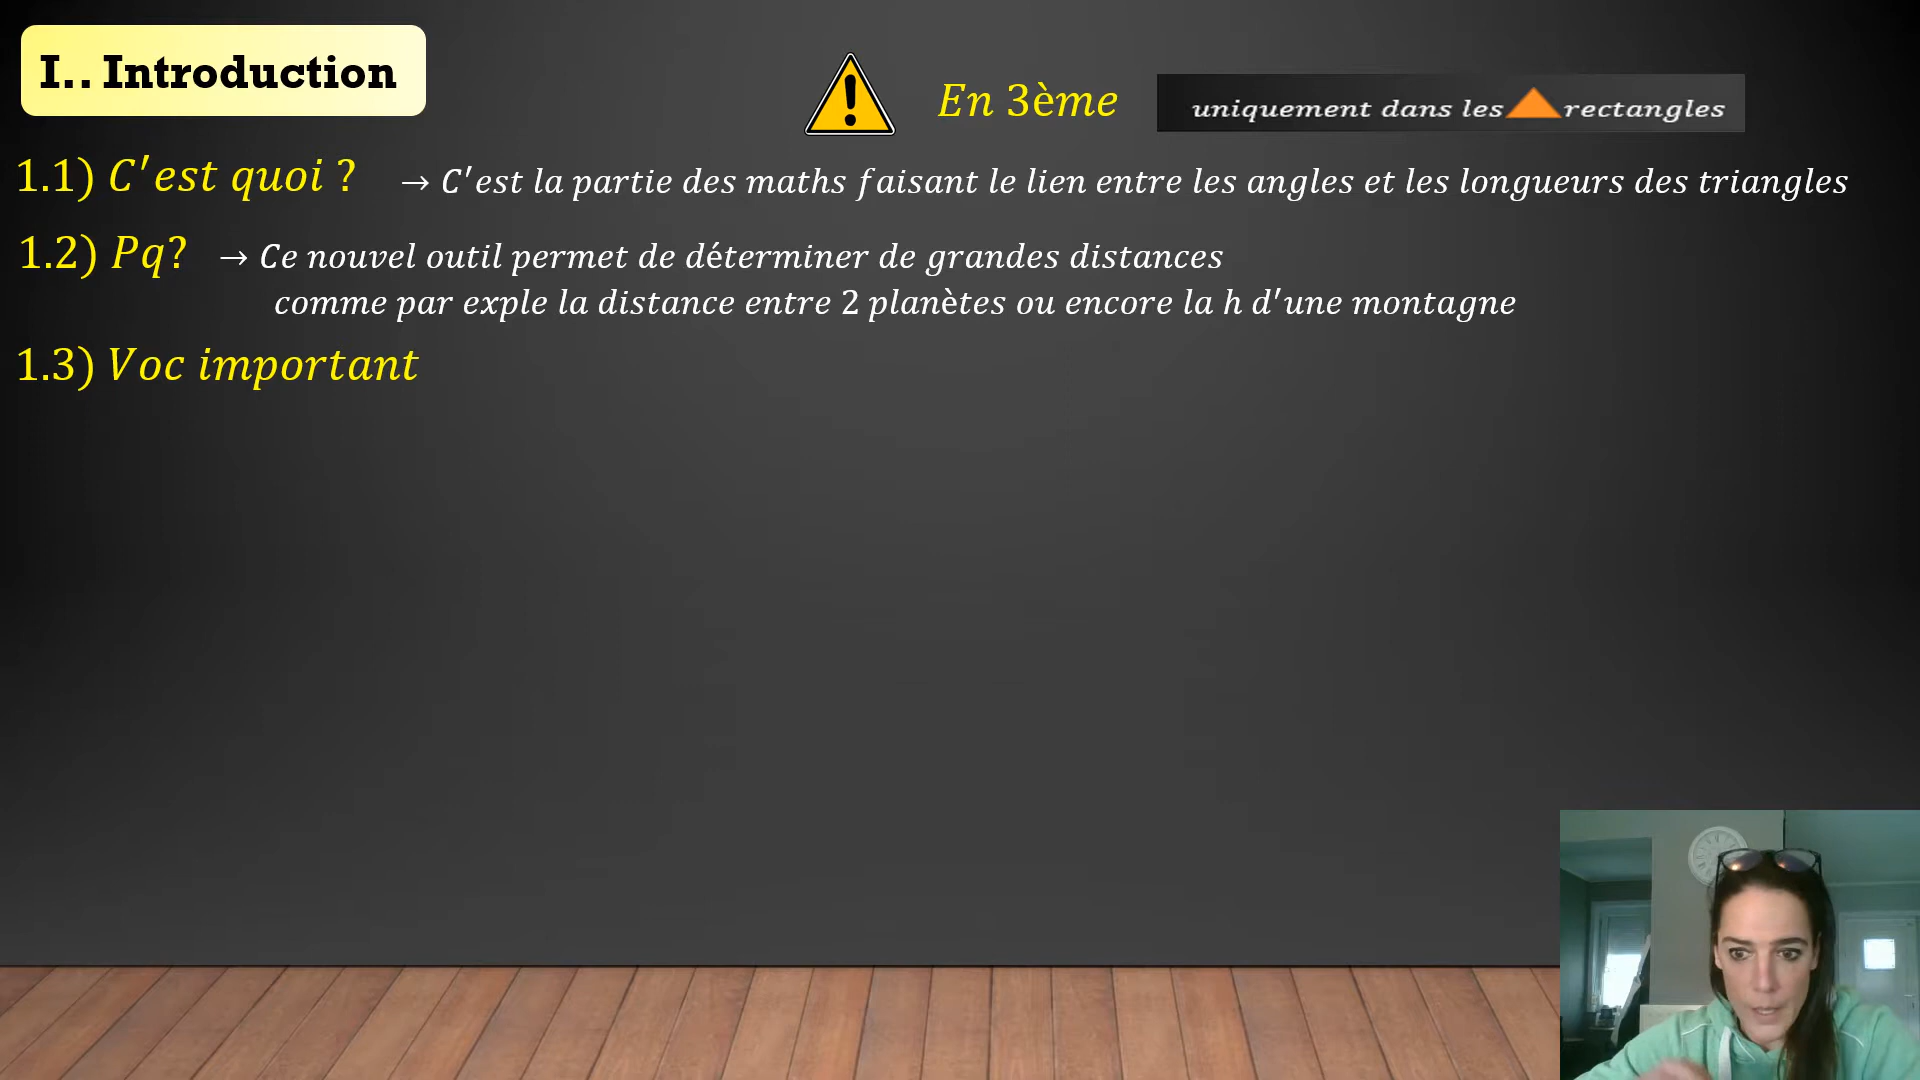 I.. Introduction
En 3ème uniquement dans les rectangles
1.1) C'est quoi ? → C'est la partie des maths faisant le lien entre les angles et les longueurs des triangles
1.2) Pq? → Ce nouvel outil permet de déterminer de grandes distances
comme par exple la distance entre 2 planètes ou encore la h d'une montagne
1.3) Voc important